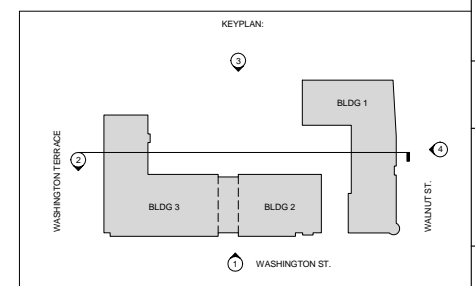 KEYPLAN:
3
BLDG 1
4
2
WASHINGTON TERRACE
WALNUT ST.
BLDG 3
BLDG 2
1
WASHINGTON ST.